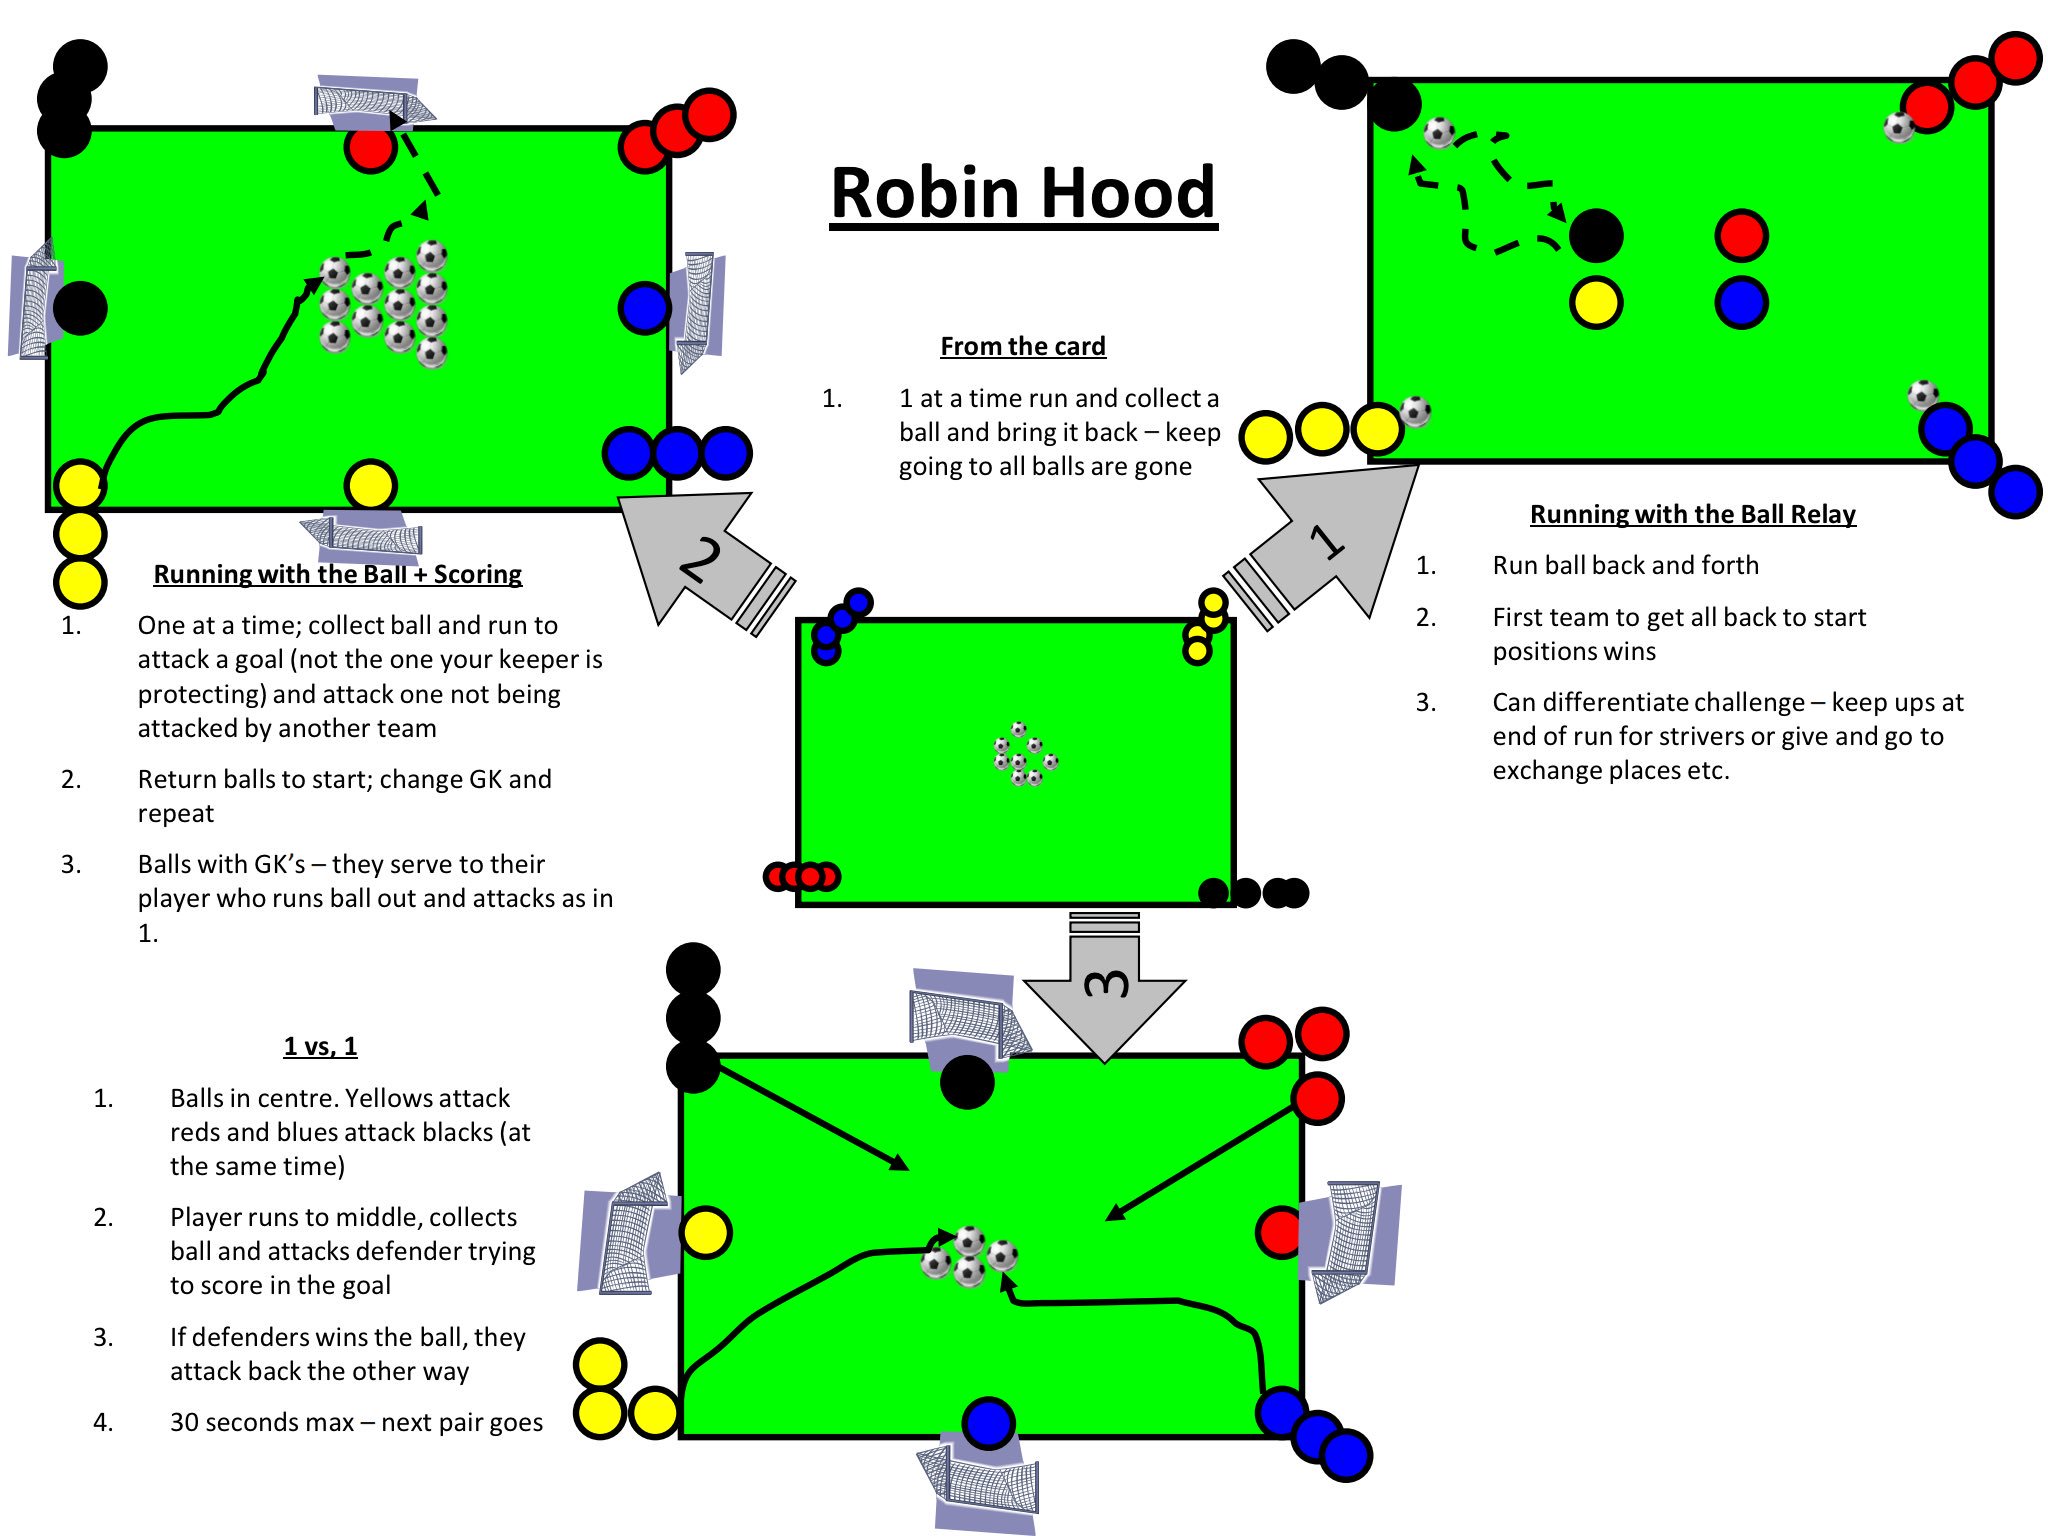 Robin Hood
From the card
1. 1 at a time run and collect a
ball and bring it back – keep
going to all balls are gone
1
Running with the Ball Relay
1. Run ball back and forth
2. First team to get all back to start
positions wins
3. Can differentiate challenge – keep ups at
end of run for strivers or give and go to
exchange places etc.
2
Running with the Ball + Scoring
1. One at a time; collect ball and run to
attack a goal (not the one your keeper is
protecting) and attack one not being
attacked by another team
2. Return balls to start; change GK and
repeat
3. Balls with GK’s – they serve to their
player who runs ball out and attacks as in
1.
3
1 vs, 1
1. Balls in centre. Yellows attack
reds and blues attack blacks (at
the same time)
2. Player runs to middle, collects
ball and attacks defender trying
to score in the goal
3. If defenders wins the ball, they
attack back the other way
4. 30 seconds max – next pair goes